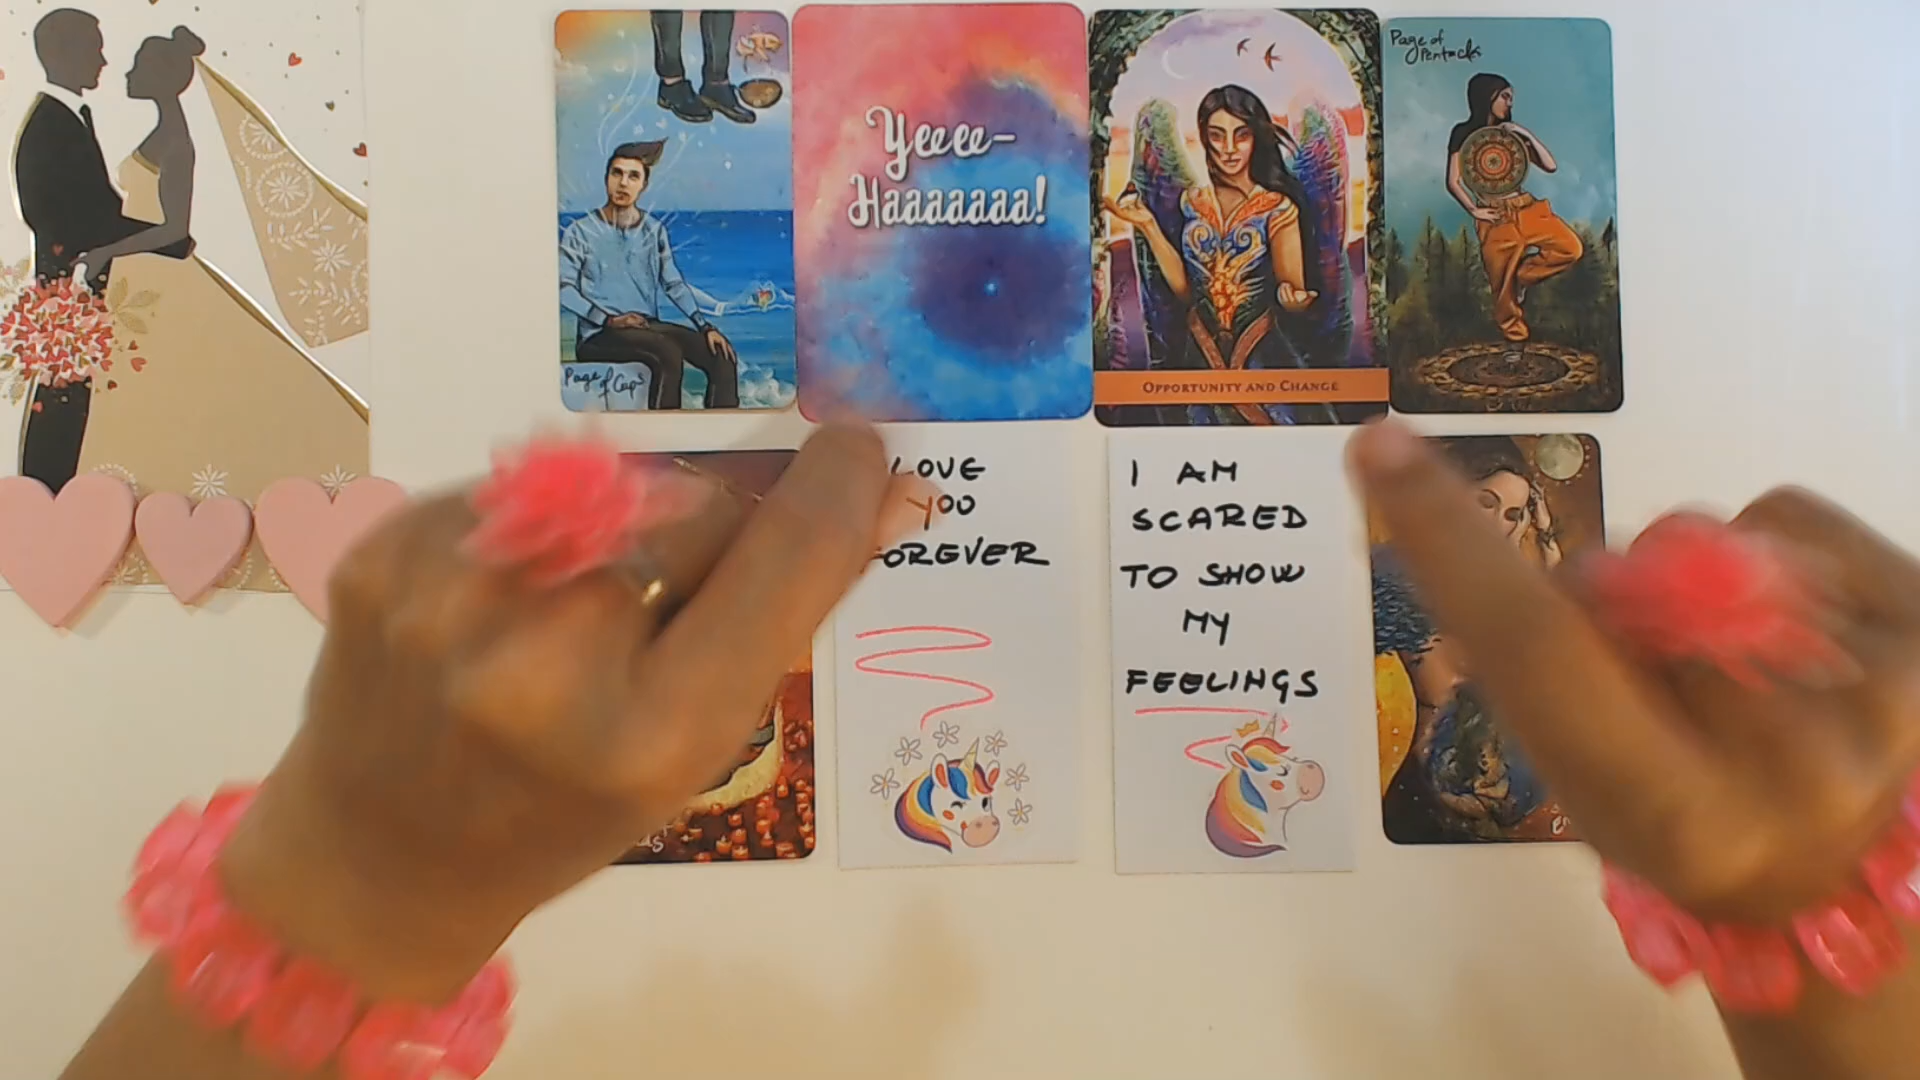 Page of
Pentacls
Yeeee-
Haaaaaaa!
Page of Cups
OPPORTUNITY AND CHANGE
LOVE
YOU
FOREVER
I AM
SCARED
TO SHOW
MY
FEELINGS